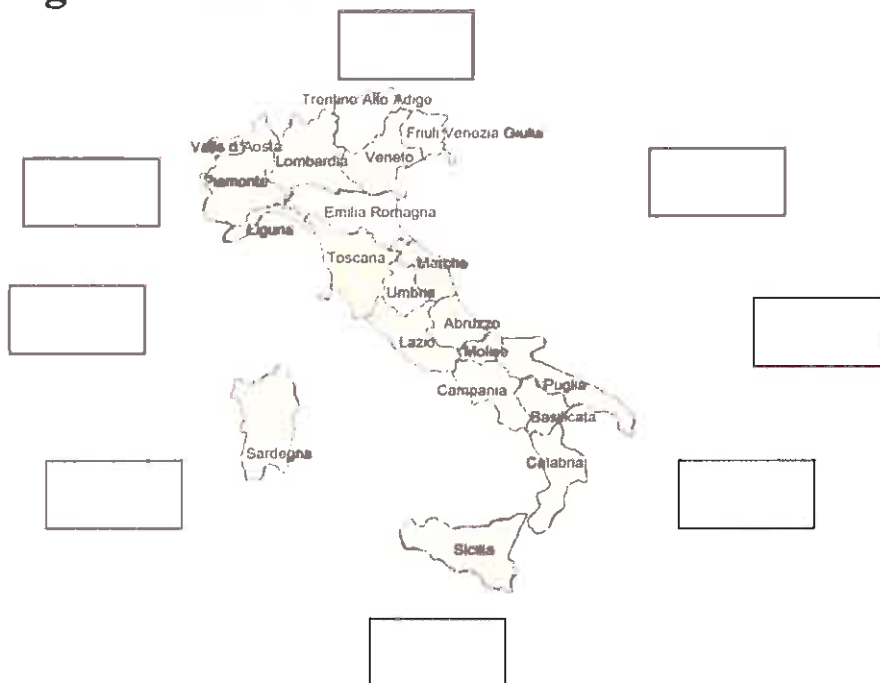 Trentino Alto Adige
Friuli Venezia Giulia
Valle d'Aosta
Lombardia
Veneto
Piemonte
Emilia Romagna
Liguria
Toscana
Marche
Umbria
Abruzzo
Lazio
Molise
Campania
Puglia
Basilicata
Sardegna
Calabria
Sicilia